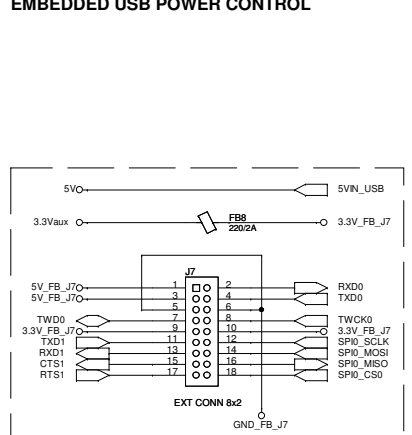 EMBEDDED USB POWER CONTROL
5V 5VIN_USB
3.3Vaux FB8 3.3V_FB_J7
220/2A
J7
5V_FB_J7 1 2 RXD0
5V_FB_J7 3 4 TXD0
5 6
TWD0 7 8 TWCK0
3.3V_FB_J7 9 10 3.3V_FB_J7
TXD1 11 12 SPI0_SCLK
RXD1 13 14 SPI0_MOSI
CTS1 15 16 SPI0_MISO
RTS1 17 18 SPI0_CS0
EXT CONN 8x2
GND_FB_J7